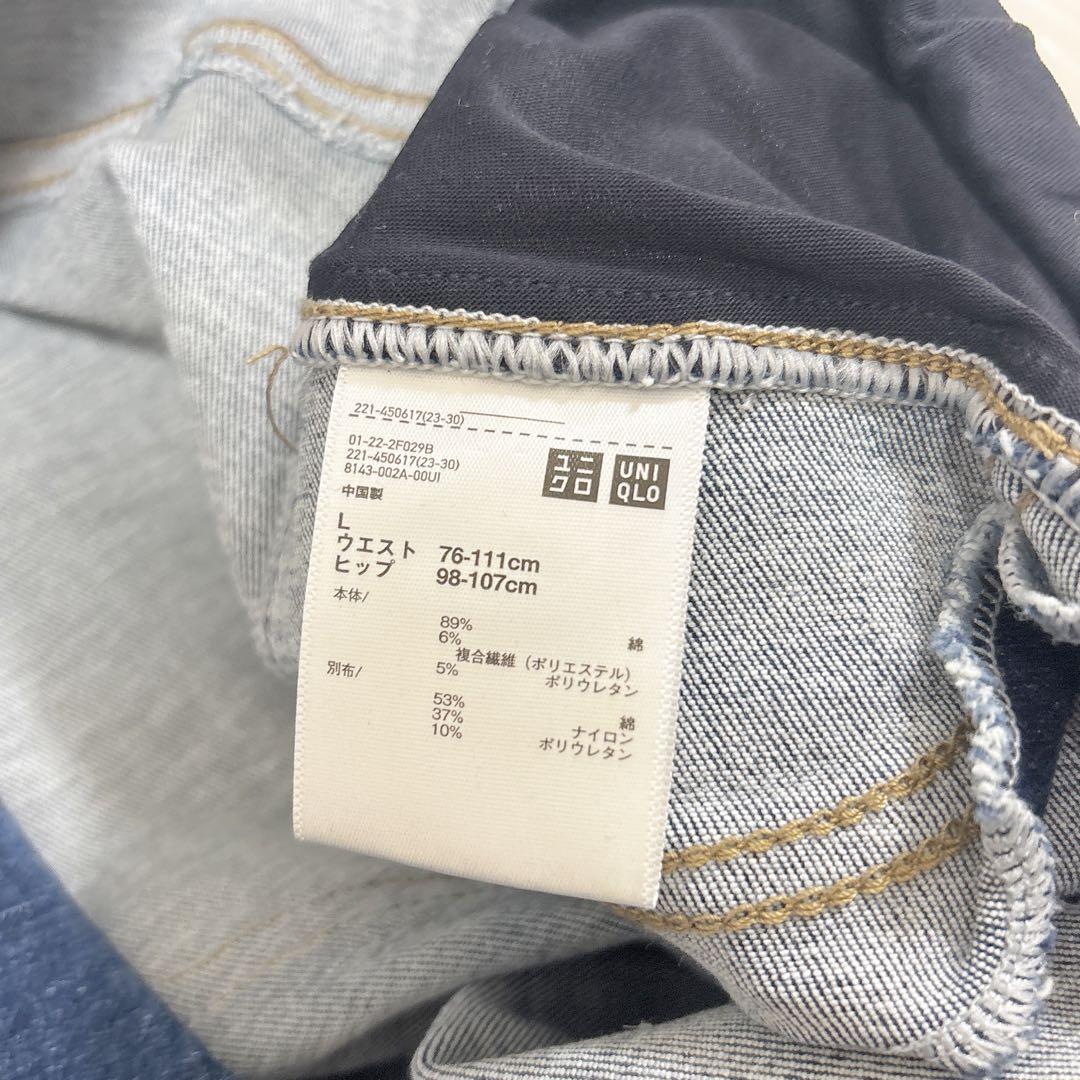 221-450617(23-30)
01-22-2F029B
221-450617(23-30)
8143-002A-00UI
中国製
ユニ
クロ
UNI
QLO
L
ウエスト 76-111cm
ヒップ 98-107cm
本体/
89% 綿
6% 複合繊維（ポリエステル）
5% ポリウレタン
別布/
53% 綿
37% ナイロン
10% ポリウレタン